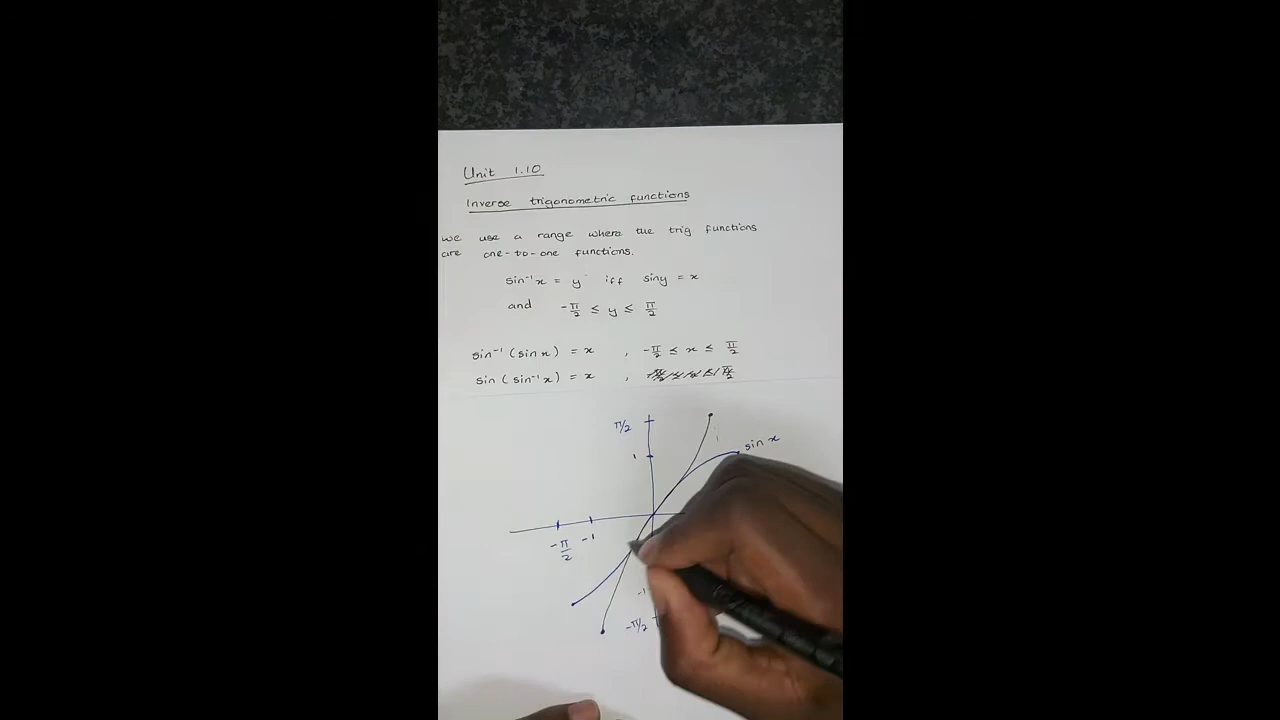 Unit 1.10
Inverse trigonometric functions
We use a range where the trig functions
are one-to-one functions.
sin⁻¹x = y iff siny = x
and -π/2 ≤ y ≤ π/2
sin⁻¹(sinx) = x , -π/2 ≤ x ≤ π/2
sin(sin⁻¹x) = x ,
π/2
1
sin x
-π/2 -1
-1
-π/2